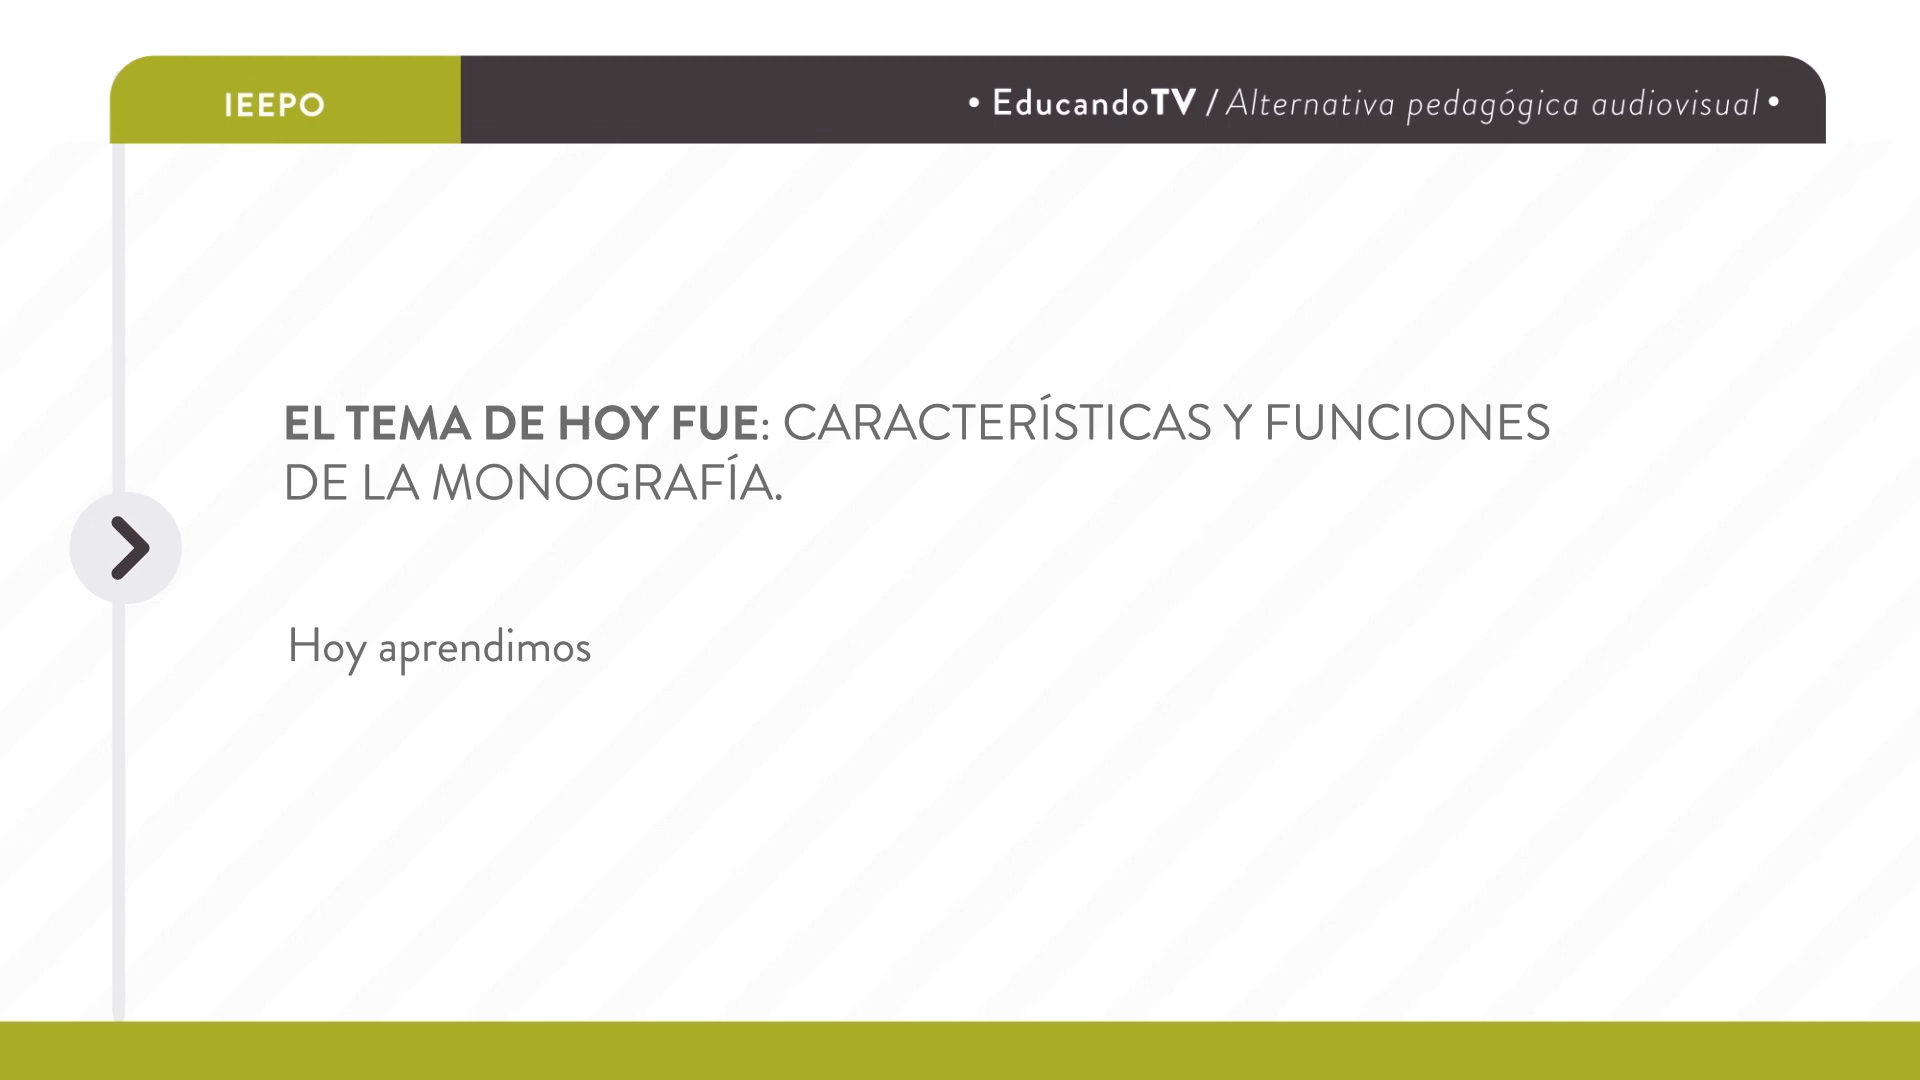 IEEPO
• EducandoTV / Alternativa pedagógica audiovisual •
EL TEMA DE HOY FUE: CARACTERÍSTICAS Y FUNCIONES
DE LA MONOGRAFÍA.
Hoy aprendimos